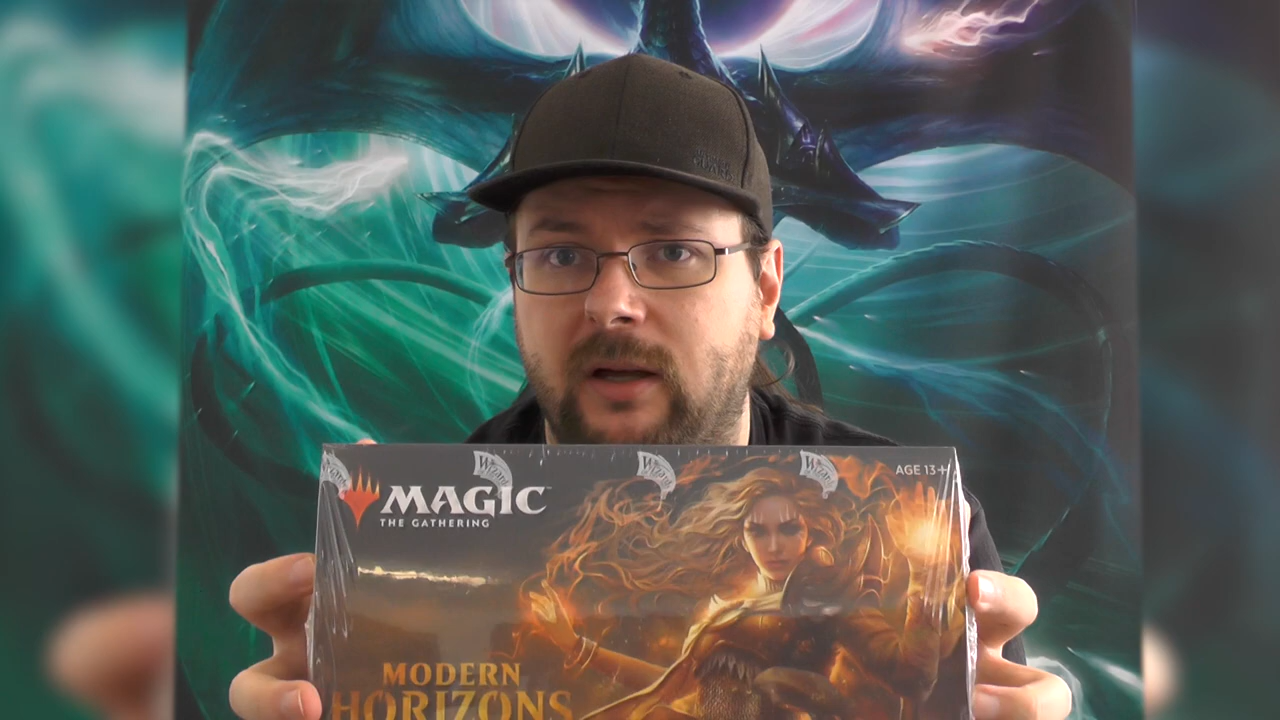 AGE 13+
MAGIC
THE GATHERING
MODERN
HORIZONS